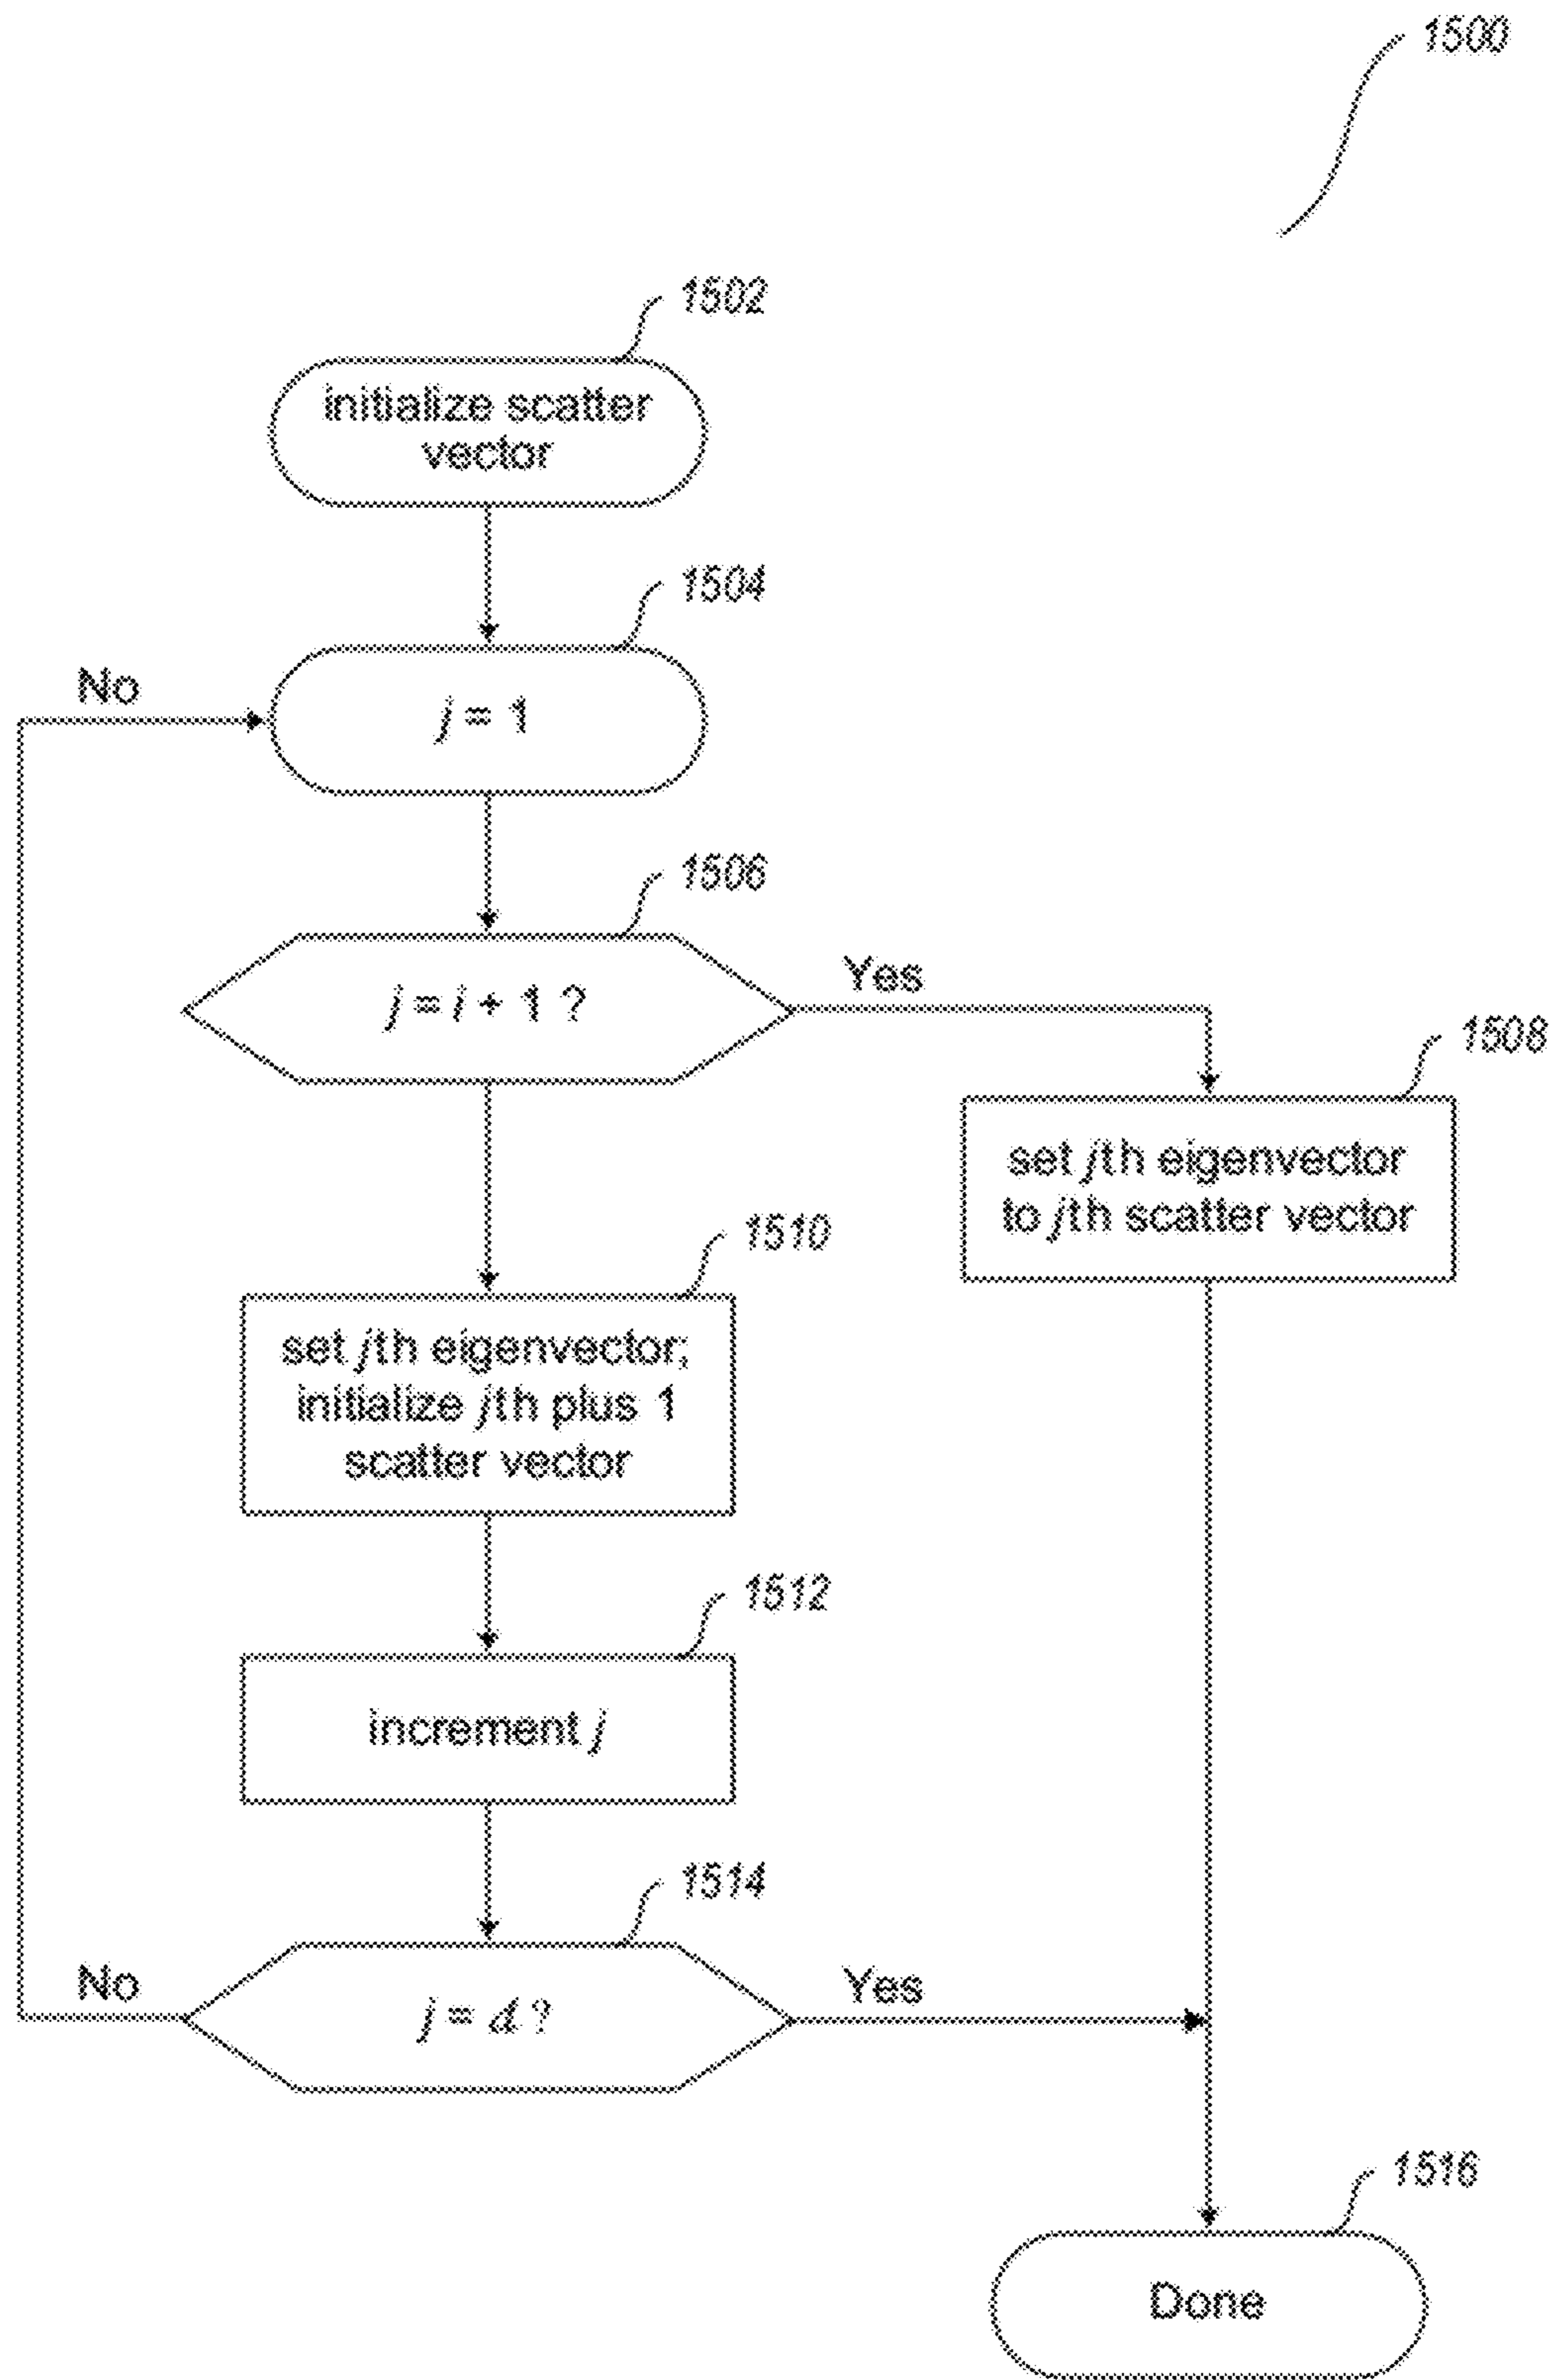 1500
1502
initialize scatter
vector
1504
No
j = 1
1506
j = i + 1 ?
Yes
1508
set jth eigenvector
to jth scatter vector
1510
set jth eigenvector;
initialize jth plus 1
scatter vector
1512
increment j
1514
No
j = d ?
Yes
1516
Done